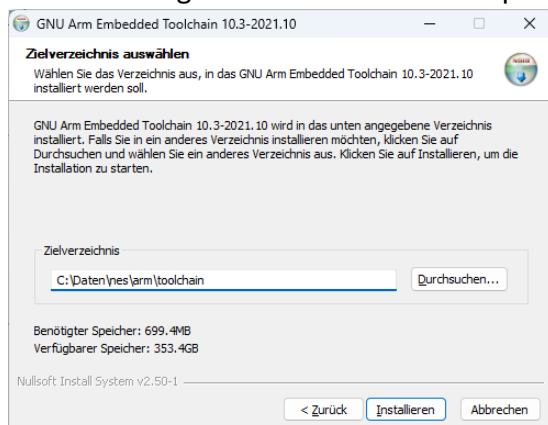 GNU Arm Embedded Toolchain 10.3-2021.10
Zielverzeichnis auswählen
Wählen Sie das Verzeichnis aus, in das GNU Arm Embedded Toolchain 10.3-2021.10
installiert werden soll.
GNU Arm Embedded Toolchain 10.3-2021.10 wird in das unten angegebene Verzeichnis
installiert. Falls Sie in ein anderes Verzeichnis installieren möchten, klicken Sie auf
Durchsuchen und wählen Sie ein anderes Verzeichnis aus. Klicken Sie auf Installieren, um die
Installation zu starten.
Zielverzeichnis
C:\Daten\nes\arm\toolchain
Durchsuchen...
Benötigter Speicher: 699.4MB
Verfügbarer Speicher: 353.4GB
Nullsoft Install System v2.50-1
< Zurück Installieren Abbrechen